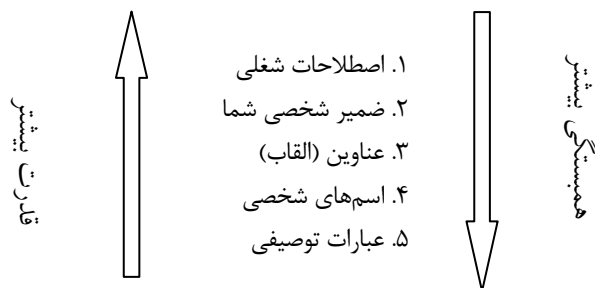 ۱. اصطلاحات شغلی
۲. ضمیر شخصی شما
۳. عناوین (القاب)
۴. اسم‌های شخصی
۵. عبارات توصیفی
همبستگی بیشتر
قدرت بیشتر